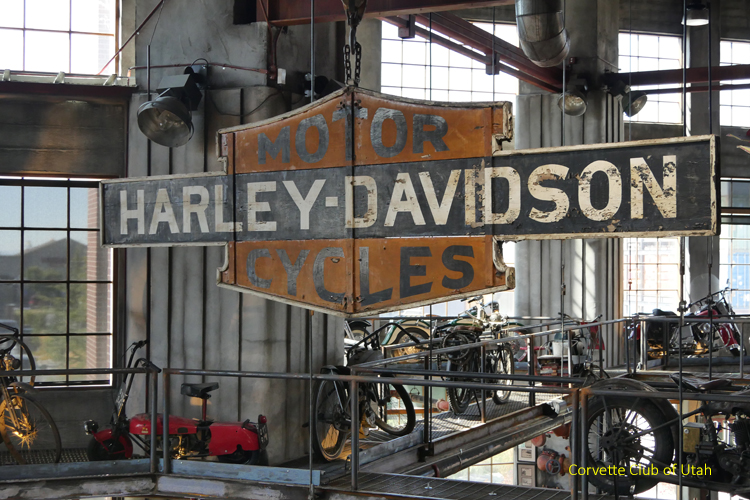 MOTOR
HARLEY-DAVIDSON
CYCLES
Corvette Club of Utah